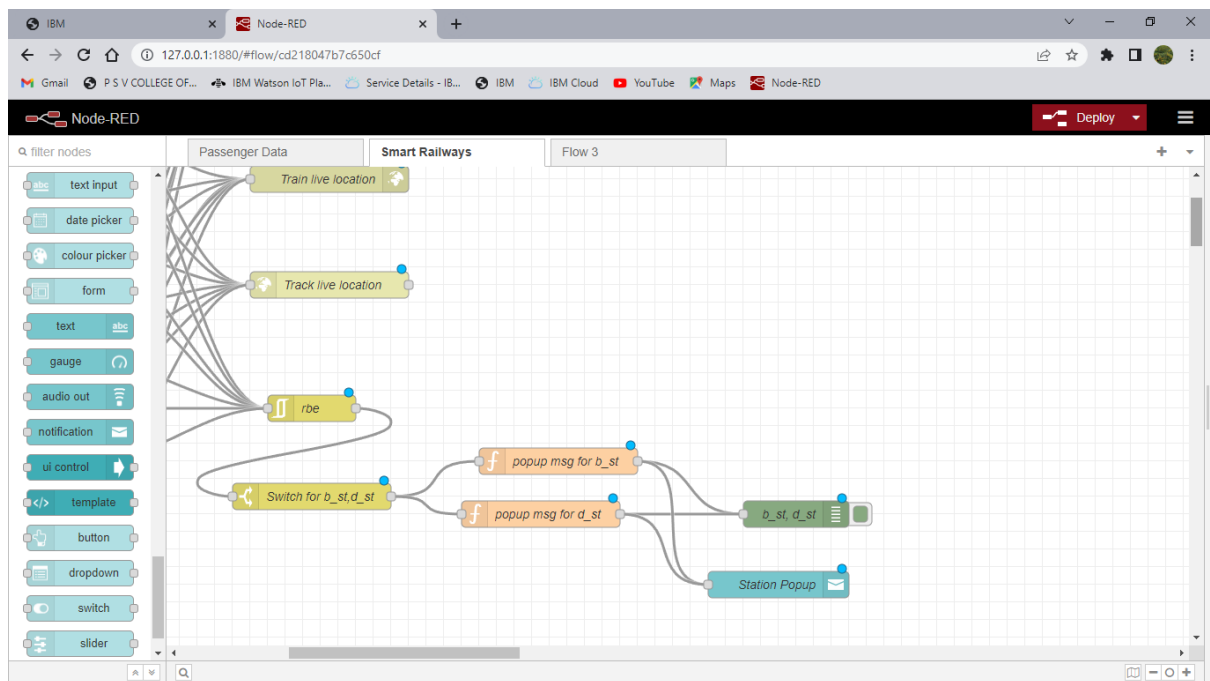 IBM
Node-RED
127.0.0.1:1880/#flow/cd218047b7c650cf
Gmail
P S V COLLEGE OF...
IBM Watson IoT Pla...
Service Details - IB...
IBM
IBM Cloud
YouTube
Maps
Node-RED
Node-RED
Deploy
filter nodes
Passenger Data
Smart Railways
Flow 3
abc text input
date picker
colour picker
form
text abc
gauge
audio out
notification
ui control
</> template
button
dropdown
switch
slider
Train live location
Track live location
rbe
Switch for b_st,d_st
f popup msg for b_st
f popup msg for d_st
b_st, d_st
Station Popup